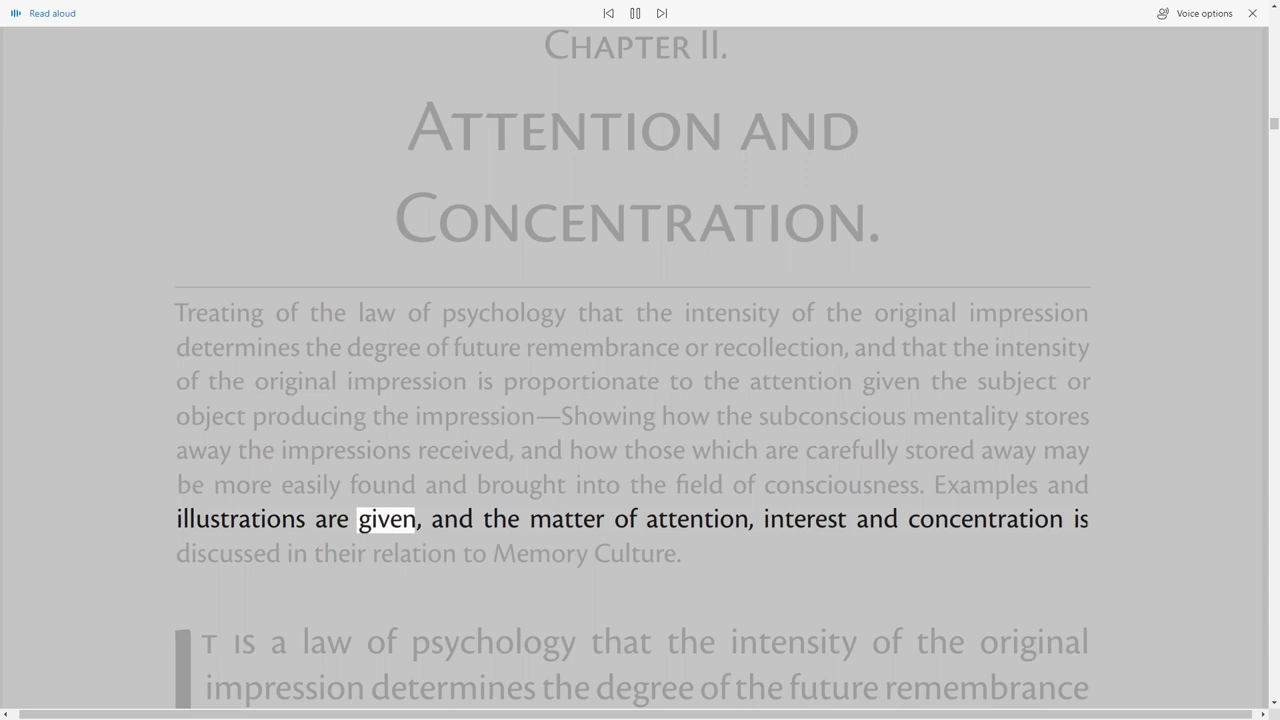 Read aloud
Voice options
CHAPTER II.
ATTENTION AND
CONCENTRATION.
Treating of the law of psychology that the intensity of the original impression
determines the degree of future remembrance or recollection, and that the intensity
of the original impression is proportionate to the attention given the subject or
object producing the impression—Showing how the subconscious mentality stores
away the impressions received, and how those which are carefully stored away may
be more easily found and brought into the field of consciousness. Examples and
illustrations are given, and the matter of attention, interest and concentration is
discussed in their relation to Memory Culture.
IT IS a law of psychology that the intensity of the original
impression determines the degree of the future remembrance